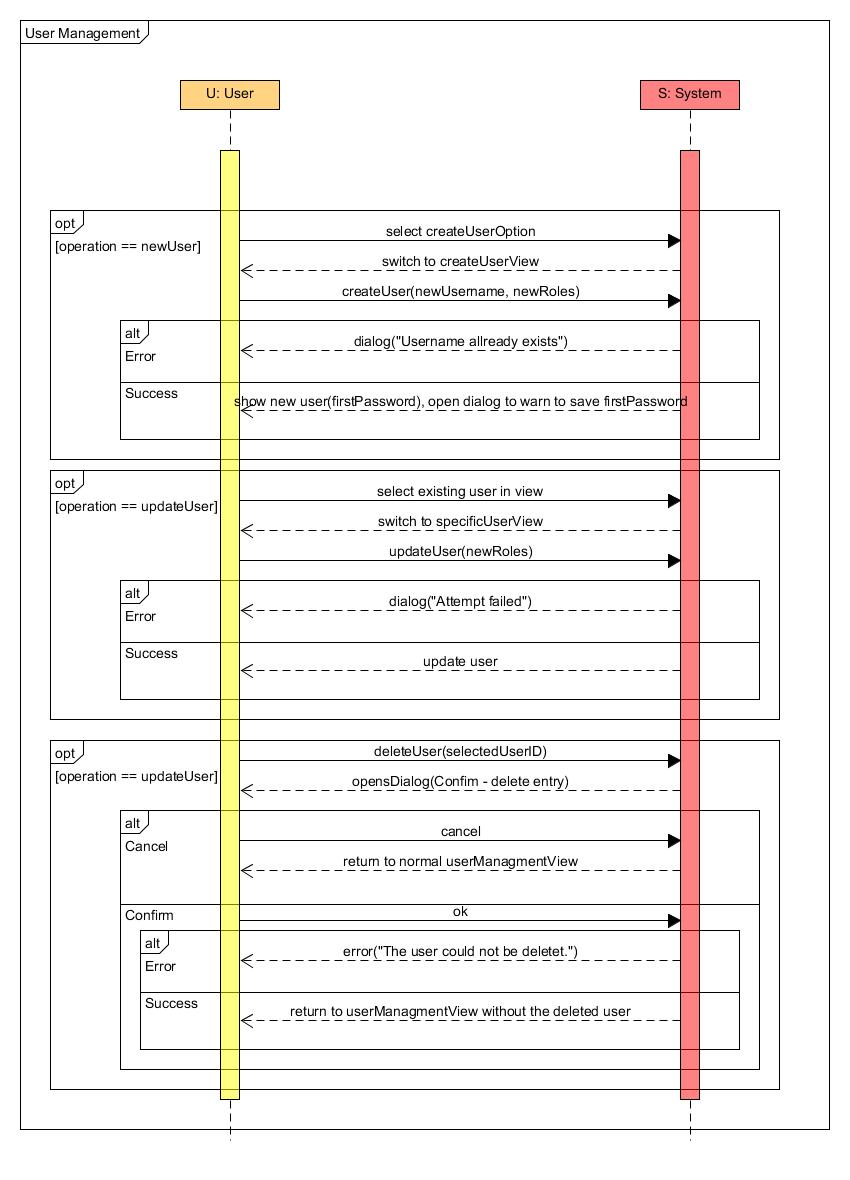 User Management
U: User
S: System
opt
[operation == newUser]
select createUserOption
switch to createUserView
createUser(newUsername, newRoles)
alt
Error
dialog("Username allready exists")
Success
show new user(firstPassword), open dialog to warn to save firstPassword
opt
[operation == updateUser]
select existing user in view
switch to specificUserView
updateUser(newRoles)
alt
Error
dialog("Attempt failed")
Success
update user
opt
[operation == updateUser]
deleteUser(selectedUserID)
opensDialog(Confim - delete entry)
alt
Cancel
cancel
return to normal userManagmentView
Confirm
ok
alt
Error
error("The user could not be deletet.")
Success
return to userManagmentView without the deleted user